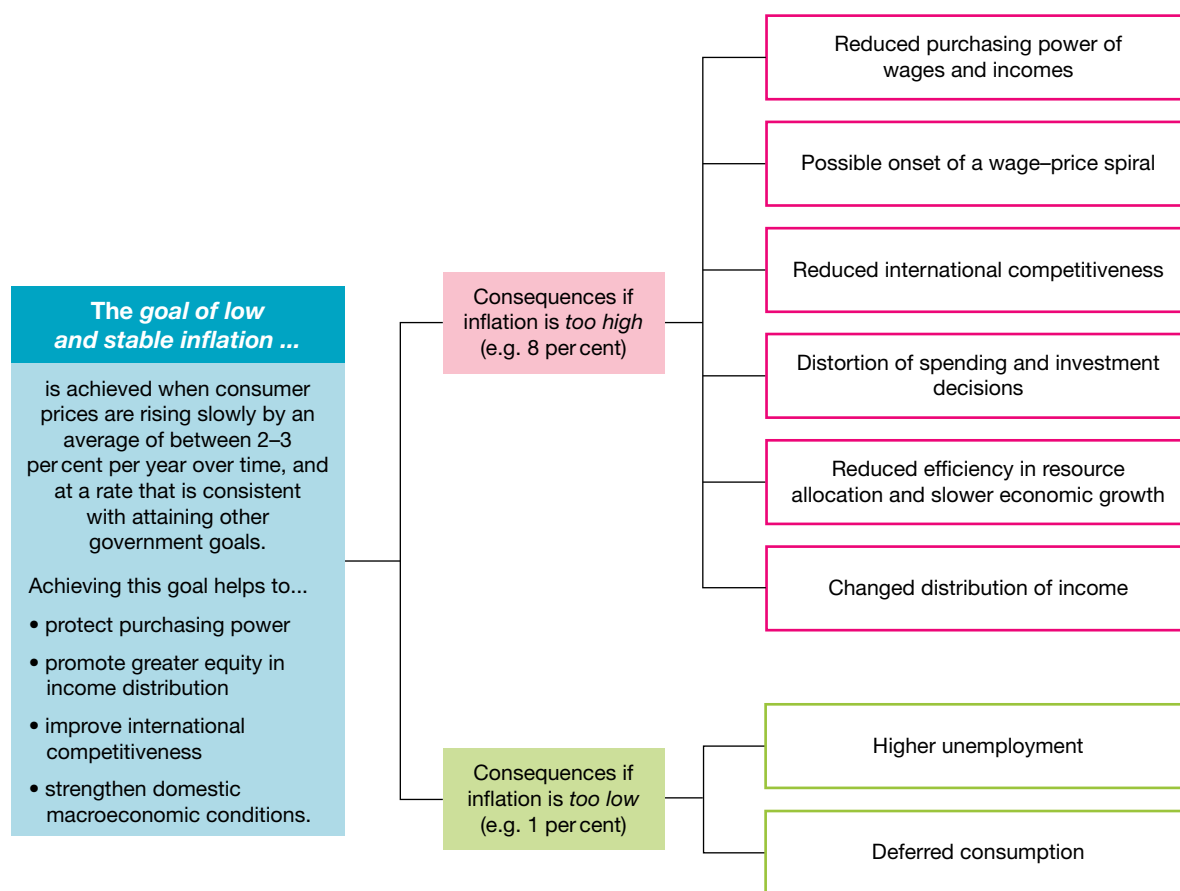 The goal of low
and stable inflation ...
is achieved when consumer
prices are rising slowly by an
average of between 2–3
per cent per year over time, and
at a rate that is consistent
with attaining other
government goals.
Achieving this goal helps to...
• protect purchasing power
• promote greater equity in
income distribution
• improve international
competitiveness
• strengthen domestic
macroeconomic conditions.
Consequences if
inflation is too high
(e.g. 8 per cent)
Reduced purchasing power of
wages and incomes
Possible onset of a wage–price spiral
Reduced international competitiveness
Distortion of spending and investment
decisions
Reduced efficiency in resource
allocation and slower economic growth
Changed distribution of income
Consequences if
inflation is too low
(e.g. 1 per cent)
Higher unemployment
Deferred consumption